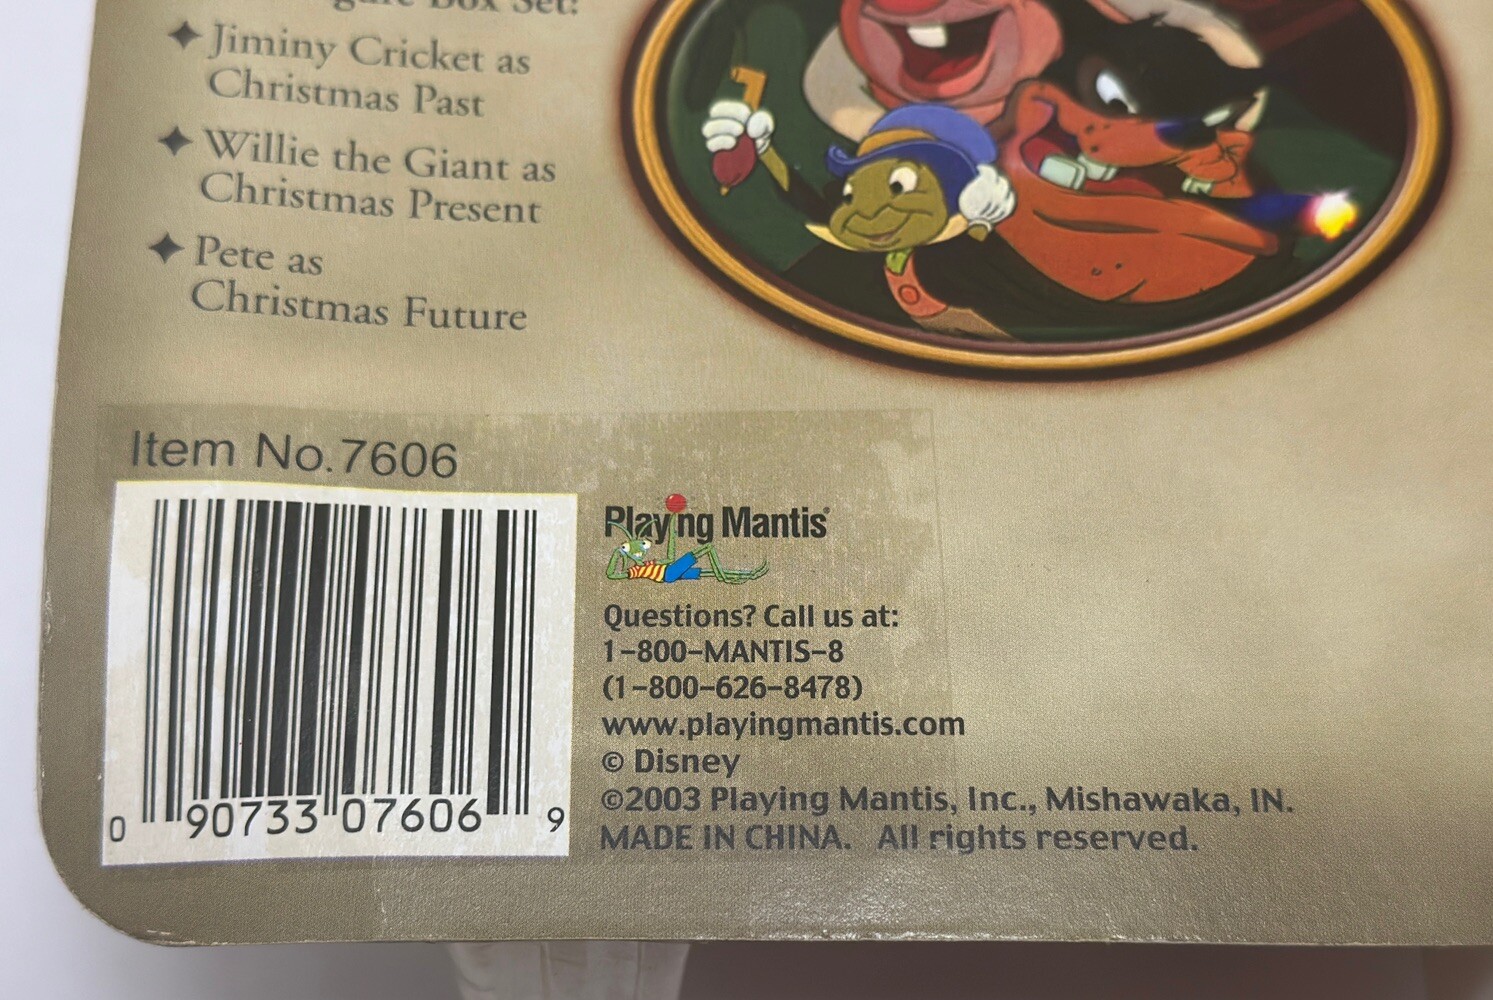 Box Set!
✦ Jiminy Cricket as
Christmas Past
✦ Willie the Giant as
Christmas Present
✦ Pete as
Christmas Future
Item No.7606
0 90733 07606 9
Playing Mantis®
Questions? Call us at:
1-800-MANTIS-8
(1-800-626-8478)
www.playingmantis.com
© Disney
©2003 Playing Mantis, Inc., Mishawaka, IN.
MADE IN CHINA. All rights reserved.